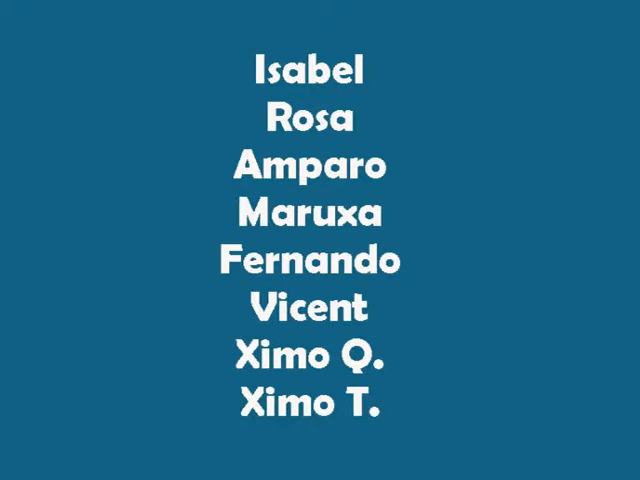 Isabel
Rosa
Amparo
Maruxa
Fernando
Vicent
Ximo Q.
Ximo T.